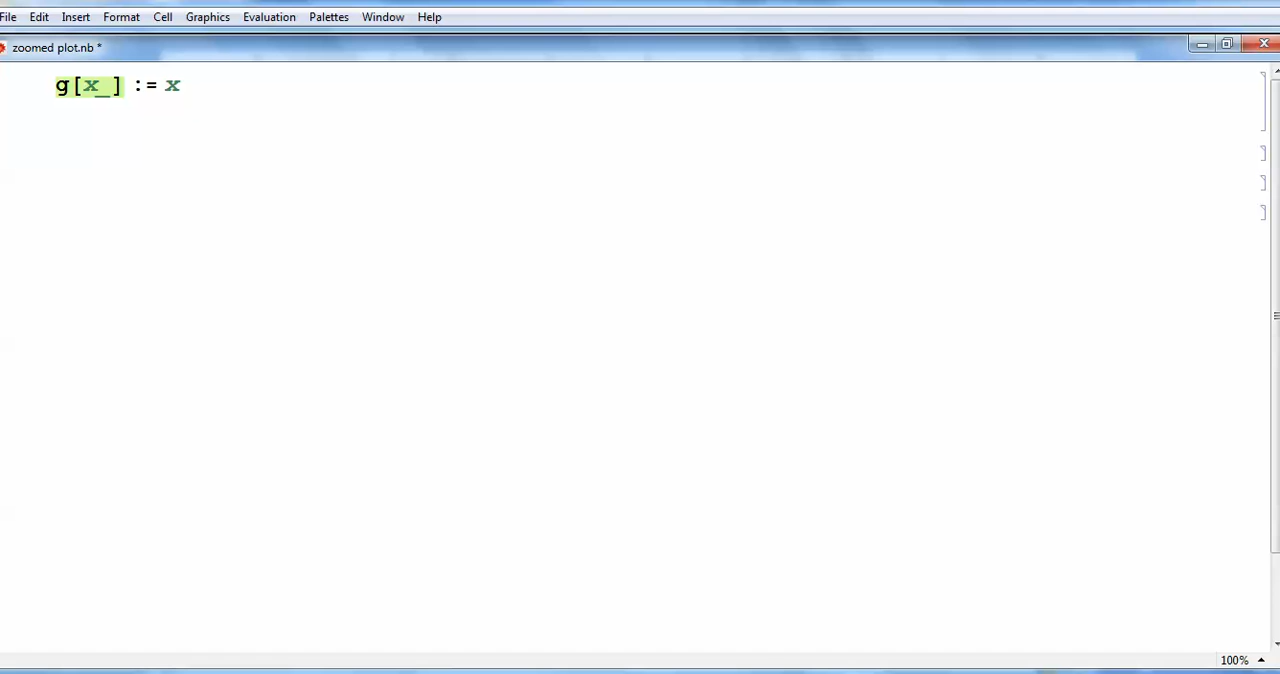 File Edit Insert Format Cell Graphics Evaluation Palettes Window Help
zoomed plot.nb *
g[x_] := x
100%